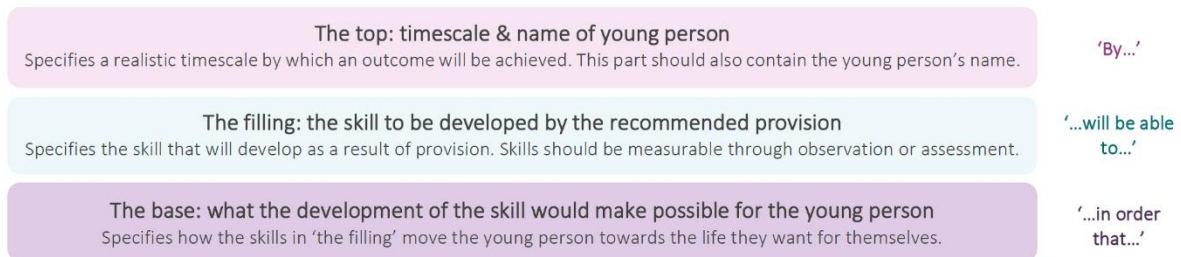 The top: timescale & name of young person
Specifies a realistic timescale by which an outcome will be achieved. This part should also contain the young person's name.
'By...'
The filling: the skill to be developed by the recommended provision
Specifies the skill that will develop as a result of provision. Skills should be measurable through observation or assessment.
'...will be able
to...'
The base: what the development of the skill would make possible for the young person
Specifies how the skills in 'the filling' move the young person towards the life they want for themselves.
'...in order
that...'